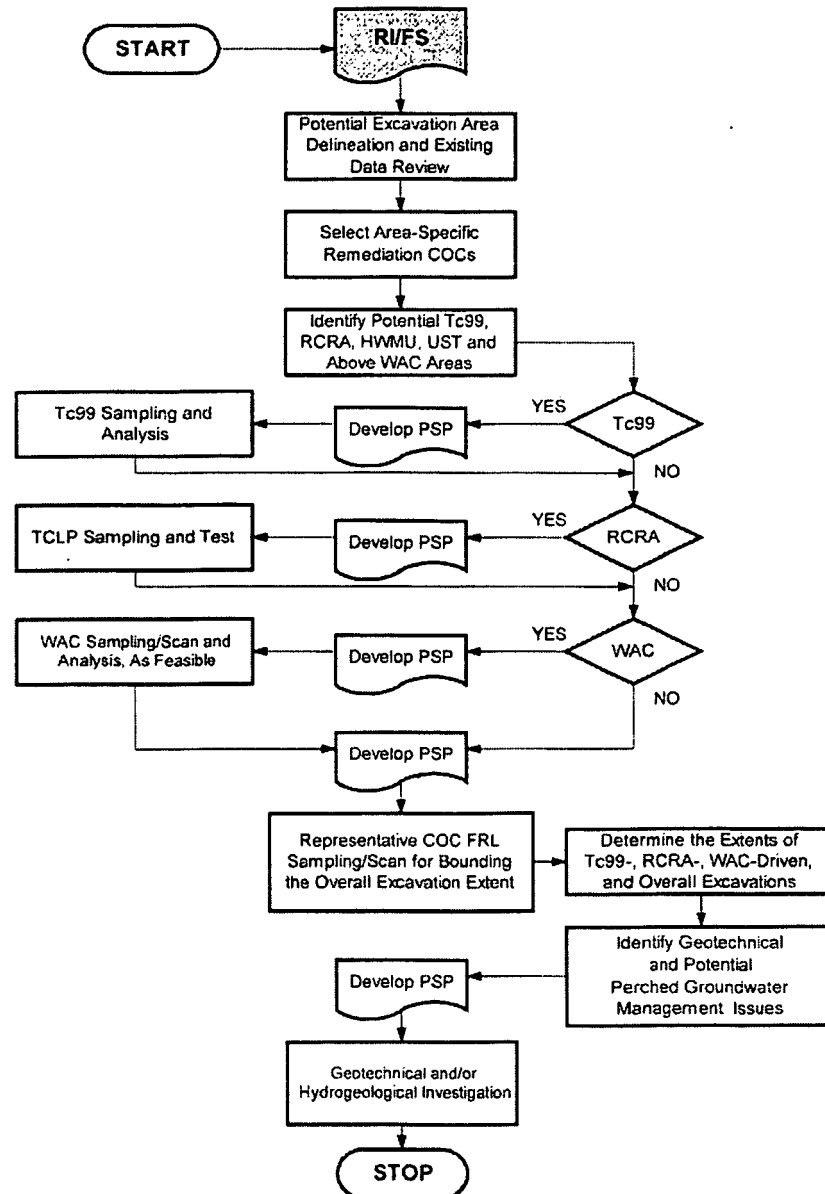 START
RI/FS
Potential Excavation Area
Delineation and Existing
Data Review
Select Area-Specific
Remediation COCs
Identify Potential Tc99,
RCRA, HWMU, UST and
Above WAC Areas
Tc99 Sampling and
Analysis
Develop PSP
YES
Tc99
NO
TCLP Sampling and Test
Develop PSP
YES
RCRA
NO
WAC Sampling/Scan and
Analysis, As Feasible
Develop PSP
YES
WAC
NO
Develop PSP
Representative COC FRL
Sampling/Scan for Bounding
the Overall Excavation Extent
Determine the Extents of
Tc99-, RCRA-, WAC-Driven,
and Overall Excavations
Identify Geotechnical
and Potential
Perched Groundwater
Management Issues
Develop PSP
Geotechnical and/or
Hydrogeological Investigation
STOP